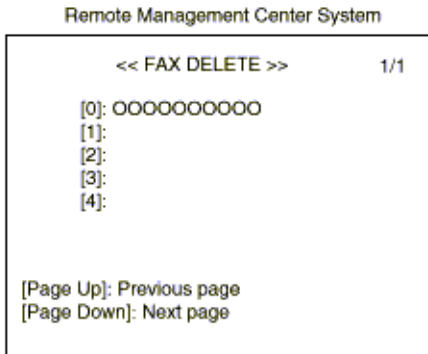 Remote Management Center System
<< FAX DELETE >> 1/1
[0]: OOOOOOOOOO
[1]:
[2]:
[3]:
[4]:
[Page Up]: Previous page
[Page Down]: Next page